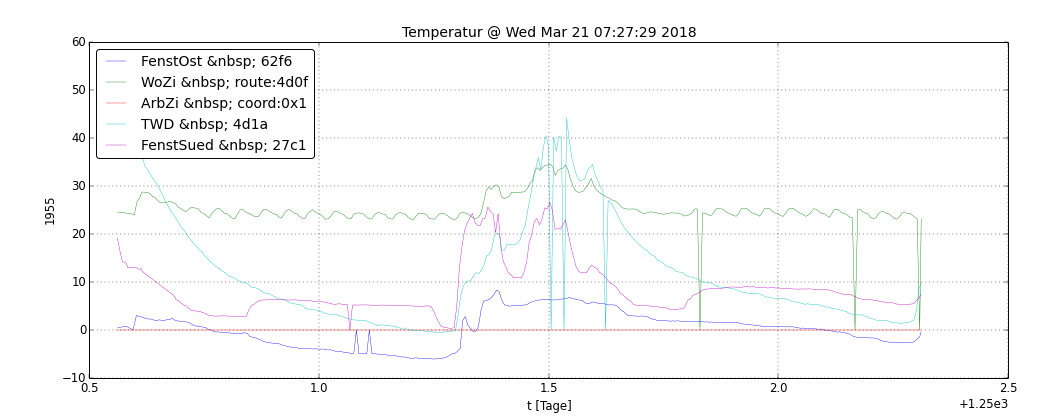 Temperatur @ Wed Mar 21 07:27:29 2018
60
50
40
30
20
10
0
−10
1955
FenstOst &nbsp; 62f6
WoZi &nbsp; route:4d0f
ArbZi &nbsp; coord:0x1
TWD &nbsp; 4d1a
FenstSued &nbsp; 27c1
0.5 1.0 1.5 2.0 2.5
t [Tage]
+1.25e3